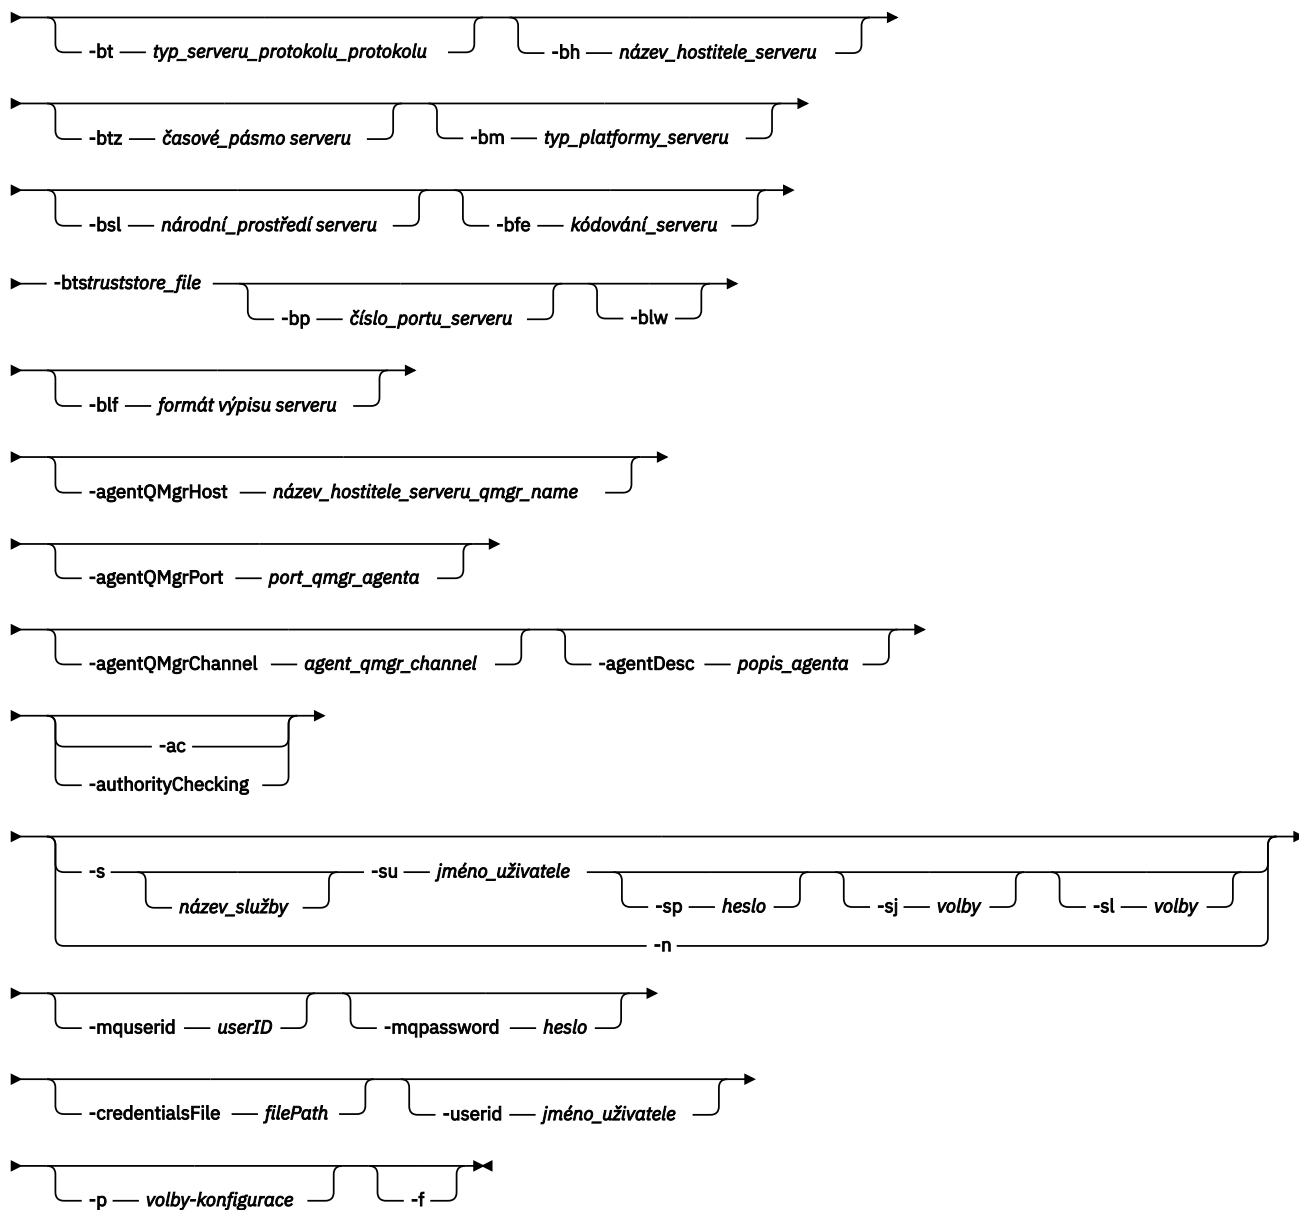 -bt typ_serveru_protokolu_protokolu -bh název_hostitele_serveru
-btz časové_pásmo serveru -bm typ_platformy_serveru
-bsl národní_prostředí serveru -bfe kódování_serveru
-btstruststore_file
-bp číslo_portu_serveru -blw
-blf formát výpisu serveru
-agentQMgrHost název_hostitele_serveru_qmgr_name
-agentQMgrPort port_qmgr_agenta
-agentQMgrChannel agent_qmgr_channel -agentDesc popis_agenta
-ac
-authorityChecking
-s -su jméno_uživatele
název_služby -sp heslo -sj volby -sl volby
-n
-mquserid userID -mqpassword heslo
-credentialsFile filePath -userid jméno_uživatele
-p volby-konfigurace -f